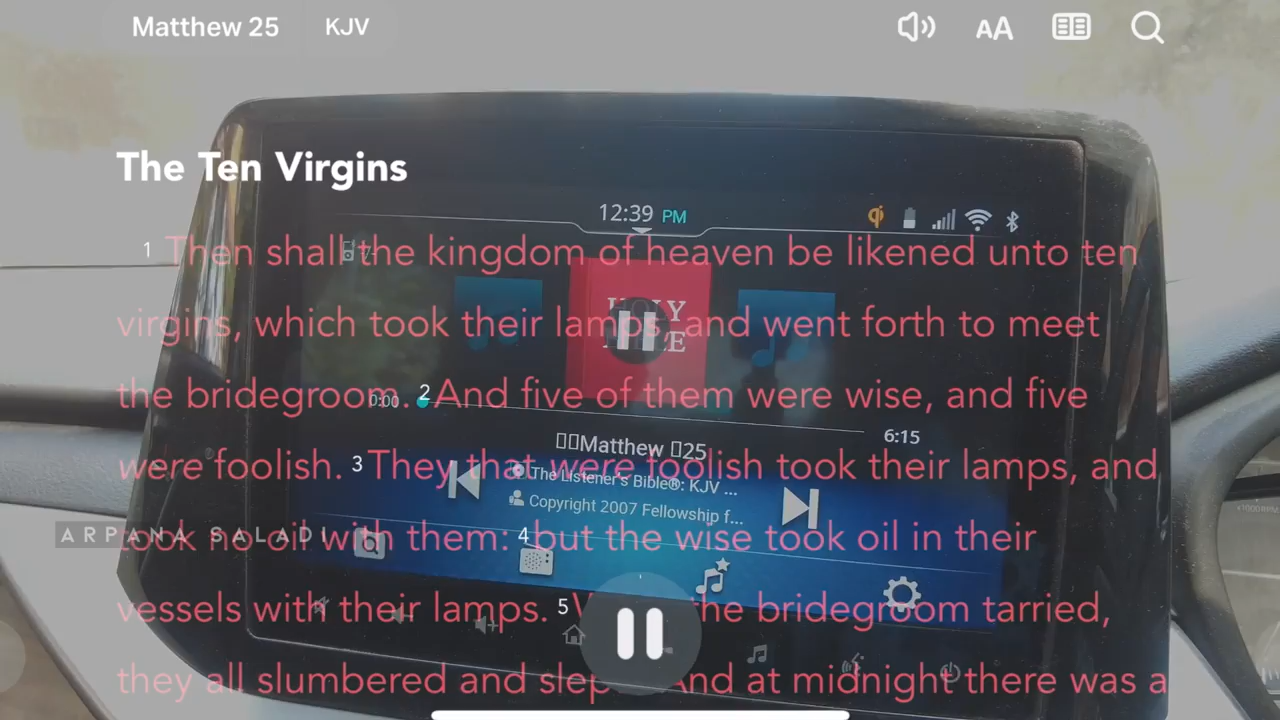 Matthew 25 KJV AA
The Ten Virgins
12:39 PM
1 Then shall the kingdom of heaven be likened unto ten
virgins, which took their lamps, and went forth to meet
HOLY
the bridegroom. 2 And five of them were wise, and five
0:00
6:15
Matthew 25
were foolish. 3 They that were foolish took their lamps, and
The Listener's Bible®: KJV ...
Copyright 2007 Fellowship f...
ARPANA SALADI
took no oil with them: 4 but the wise took oil in their
vessels with their lamps. 5 the bridegroom tarried,
they all slumbered and And at midnight there was a